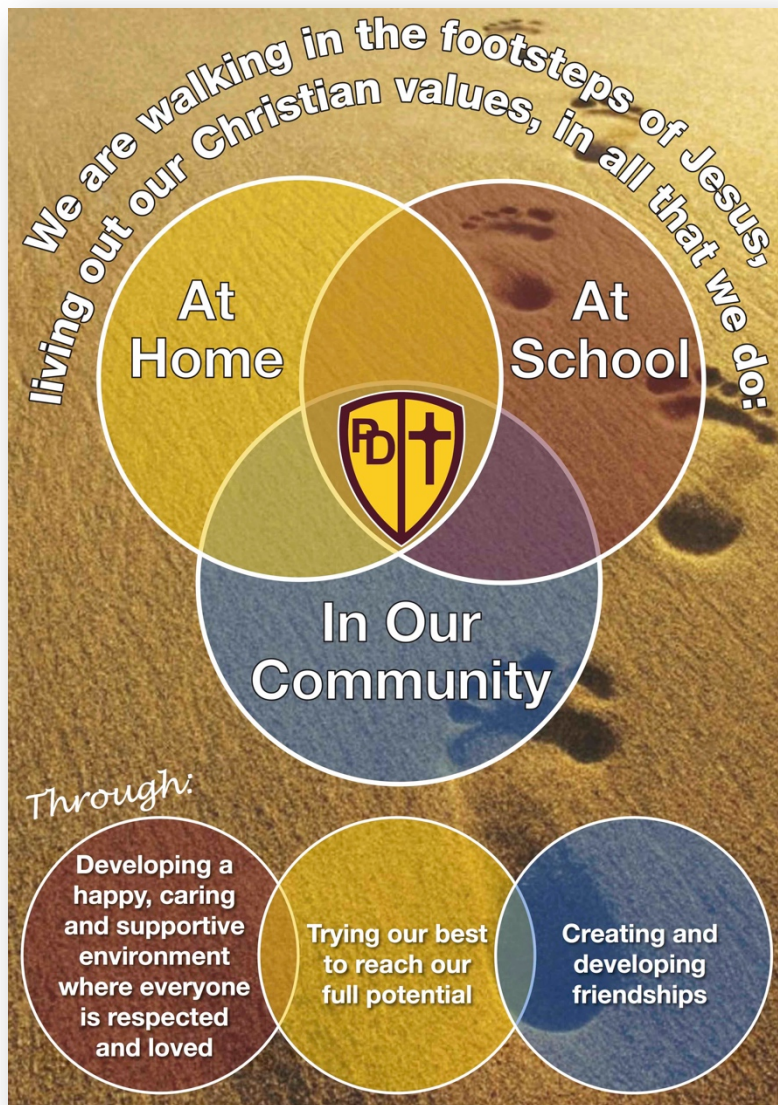 We are walking in the footsteps of Jesus,
living out our Christian values, in all that we do:
At
Home
At
School
PD
In Our
Community
Through:
Developing a
happy, caring
and supportive
environment
where everyone
is respected
and loved
Trying our best
to reach our
full potential
Creating and
developing
friendships